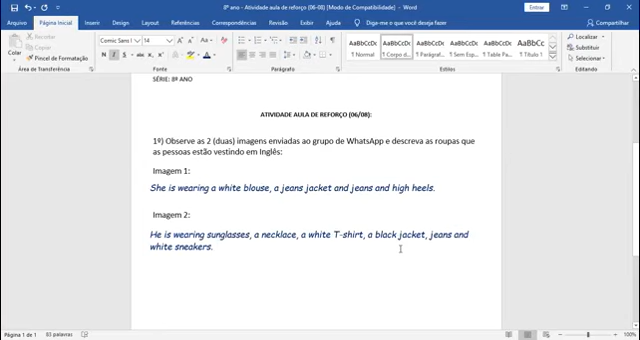 8º ano - Atividade aula de reforço (06-08) [Modo de Compatibilidade] - Word
Entrar
Arquivo Página Inicial Inserir Design Layout Referências Correspondências Revisão Exibir Ajuda Diga-me o que você deseja fazer Compartilhar
Colar
Recortar
Copiar
Pincel de Formatação
Área de Transferência
Comic Sans 14
Fonte
Parágrafo
AaBbCcDc AaBbCcDc AaBbCcDc AaBbCcDc AaBbCcDc AaBbCc
1 Normal 1 Corpo d... 1 Sem Esp... 1 Table Pa... 1 Título 1
Estilos
Localizar
Substituir
Selecionar
Editando
SÉRIE: 8º ANO
ATIVIDADE AULA DE REFORÇO (06/08):
1º) Observe as 2 (duas) imagens enviadas ao grupo de WhatsApp e descreva as roupas que
as pessoas estão vestindo em Inglês:
Imagem 1:
She is wearing a white blouse, a jeans jacket and jeans and high heels.
Imagem 2:
He is wearing sunglasses, a necklace, a white T-shirt, a black jacket, jeans and
white sneakers.
Página 1 de 1 83 palavras
100%